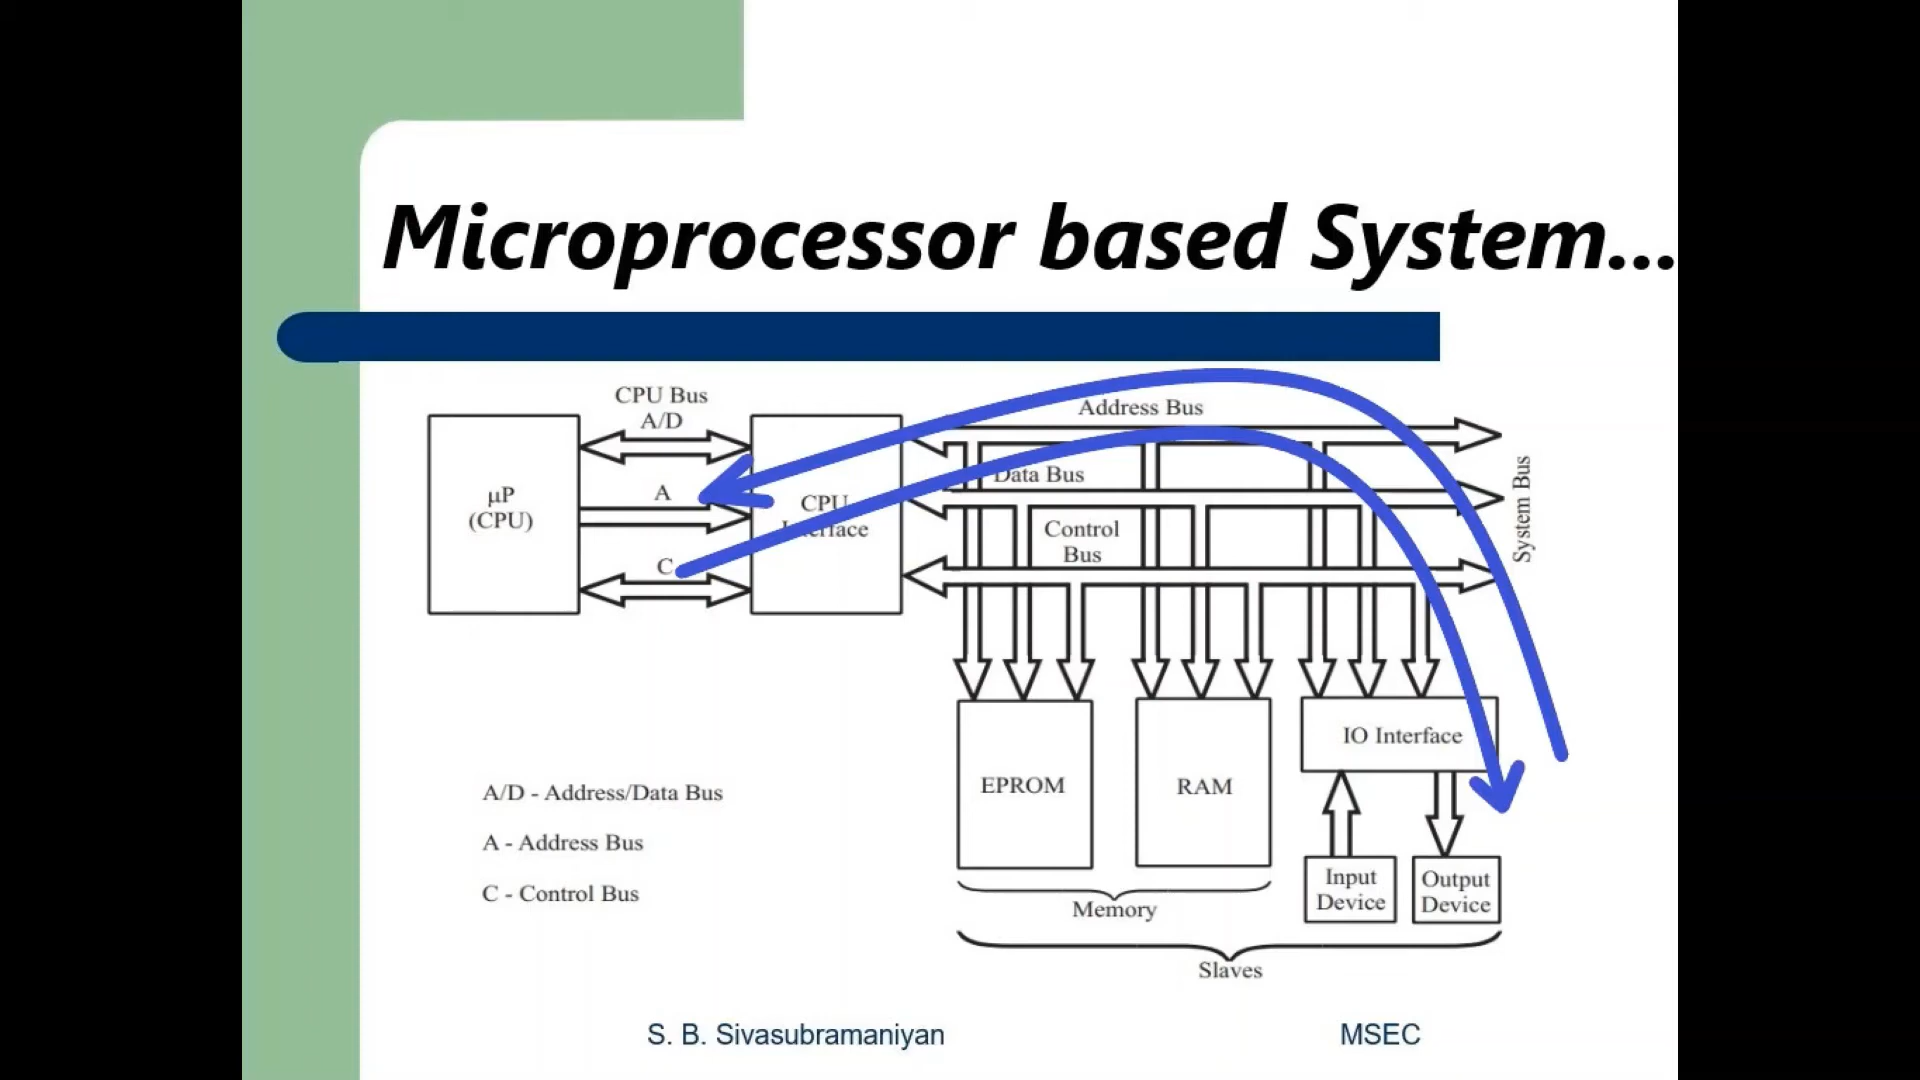 Microprocessor based System...
CPU Bus
A/D
A
C
μP
(CPU)
CPU
Interface
Address Bus
Data Bus
Control
Bus
System Bus
EPROM
RAM
IO Interface
Input
Device
Output
Device
Memory
Slaves
A/D - Address/Data Bus
A - Address Bus
C - Control Bus
S. B. Sivasubramaniyan
MSEC